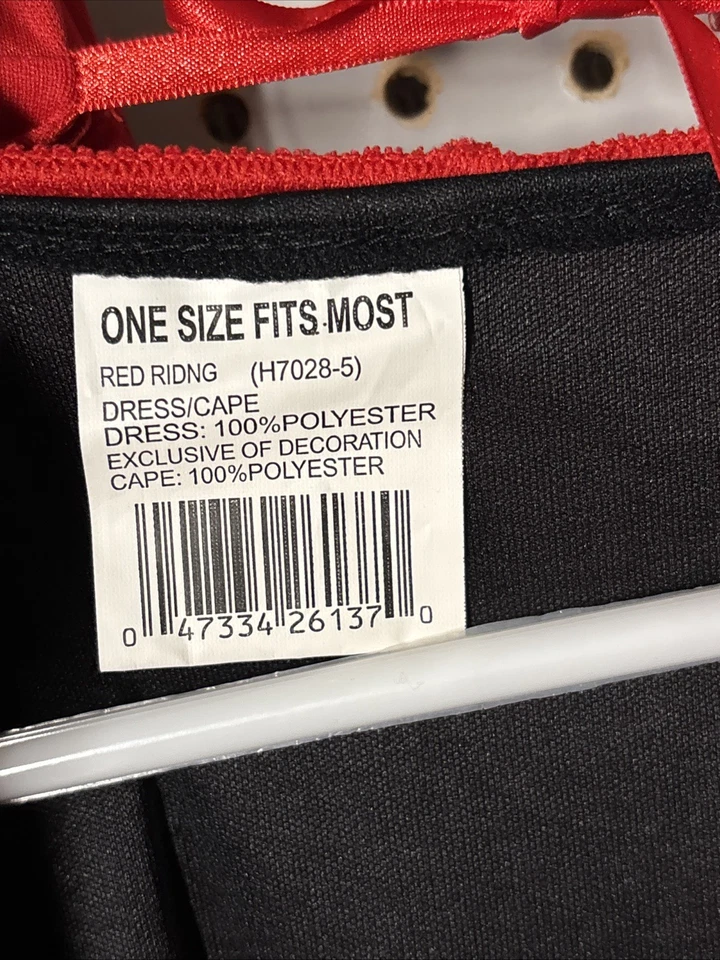 ONE SIZE FITS MOST
RED RIDNG (H7028-5)
DRESS/CAPE
DRESS: 100%POLYESTER
EXCLUSIVE OF DECORATION
CAPE: 100%POLYESTER
0 47334 26137 0